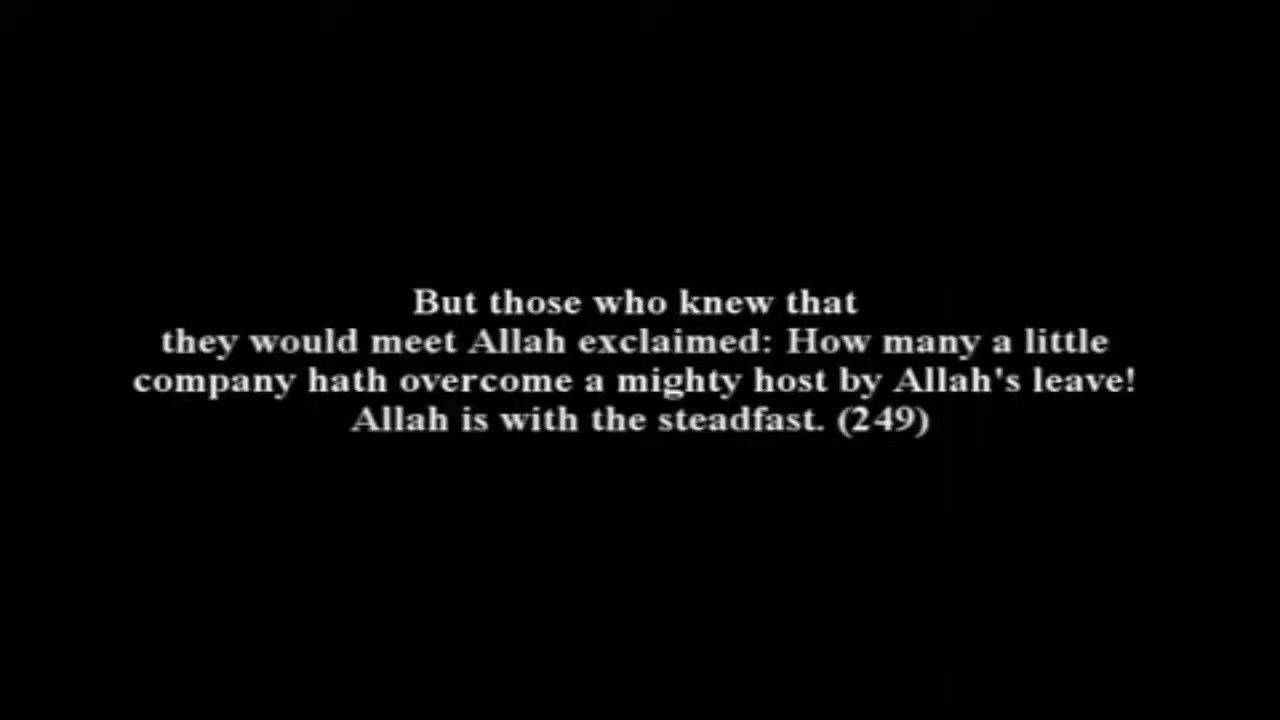 But those who knew that
they would meet Allah exclaimed: How many a little
company hath overcome a mighty host by Allah's leave!
Allah is with the steadfast. (249)